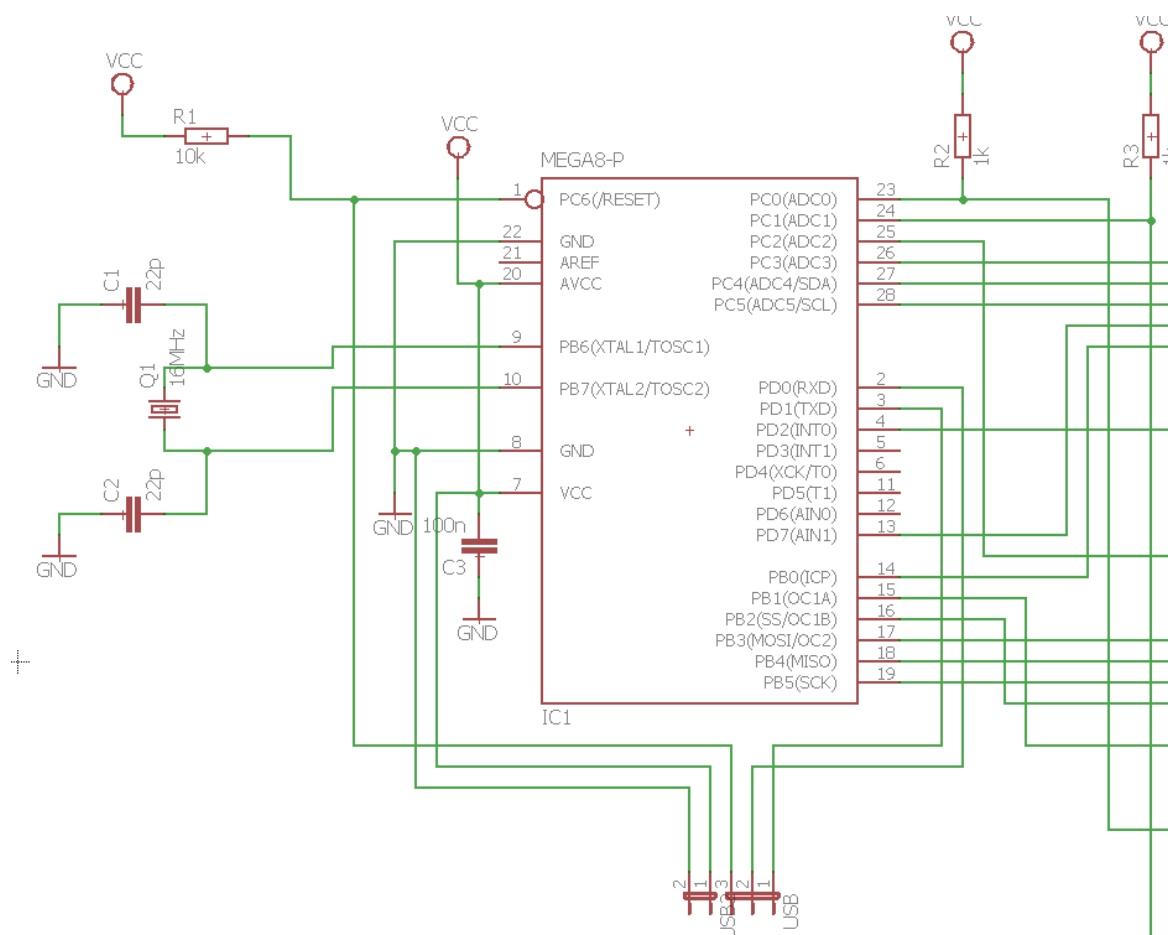 VCC
VCC
VCC
R1
10k
VCC
R2
1k
R3
MEGA8-P
1
PC6(/RESET)
PC0(ADC0)
23
PC1(ADC1)
24
22
GND
PC2(ADC2)
25
21
AREF
PC3(ADC3)
26
20
AVCC
PC4(ADC4/SDA)
27
PC5(ADC5/SCL)
28
C1
22p
GND
9
PB6(XTAL1/TOSC1)
Q1
16MHz
10
PB7(XTAL2/TOSC2)
PD0(RXD)
2
PD1(TXD)
3
PD2(INT0)
4
8
GND
PD3(INT1)
5
PD4(XCK/T0)
6
C2
22p
7
VCC
PD5(T1)
11
PD6(AIN0)
12
GND
100n
PD7(AIN1)
13
C3
GND
PB0(ICP)
14
PB1(OC1A)
15
PB2(SS/OC1B)
16
GND
PB3(MOSI/OC2)
17
PB4(MISO)
18
PB5(SCK)
19
IC1
2
1
3
2
1
USB